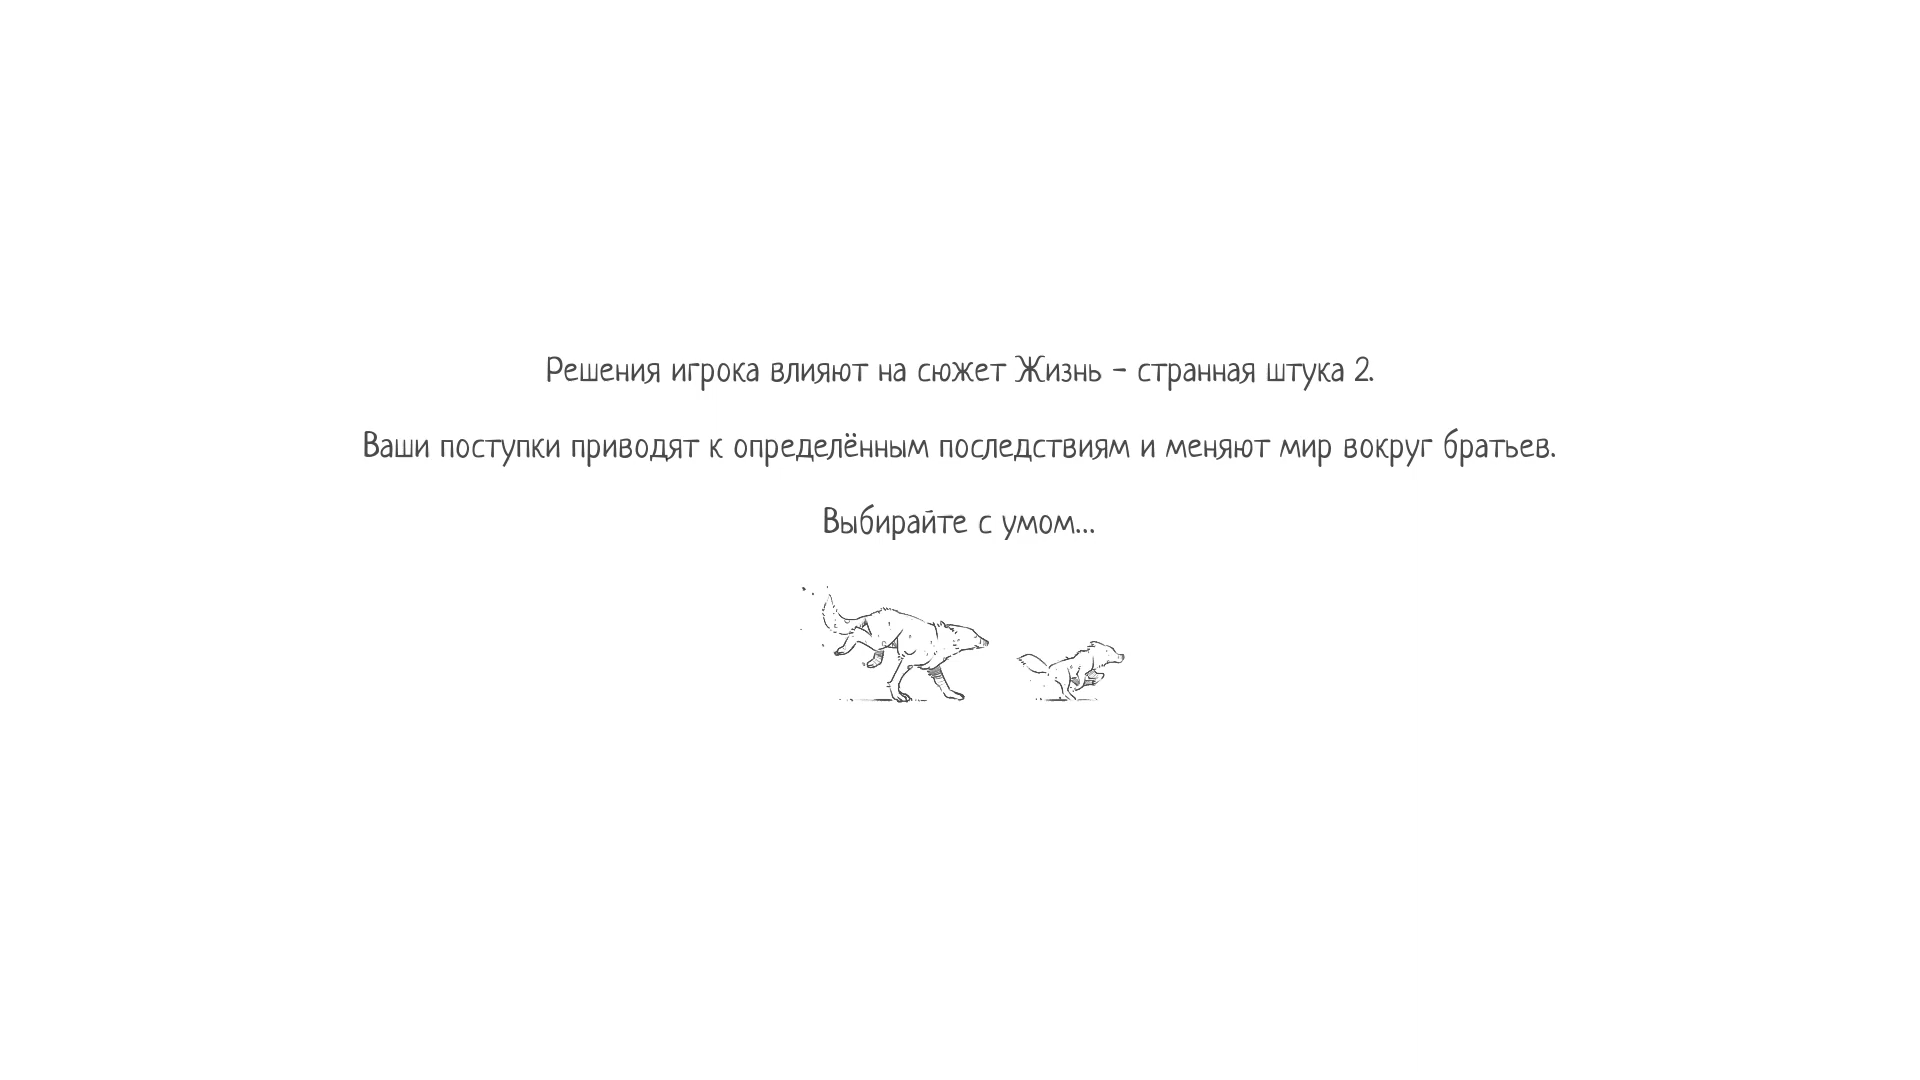 Решения игрока влияют на сюжет Жизнь - странная штука 2.
Ваши поступки приводят к определённым последствиям и меняют мир вокруг братьев.
Выбирайте с умом...